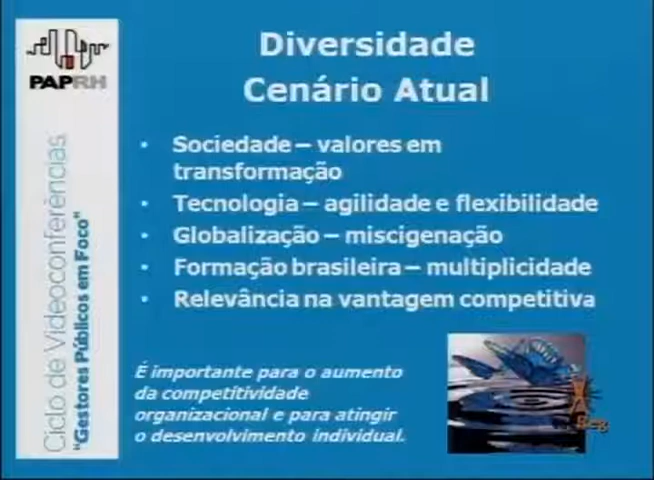 PAPRH
Ciclo de Videoconferências
"Gestores Públicos em Foco"
Diversidade
Cenário Atual
• Sociedade – valores em
transformação
• Tecnologia – agilidade e flexibilidade
• Globalização – miscigenação
• Formação brasileira – multiplicidade
• Relevância na vantagem competitiva
É importante para o aumento
da competitividade
organizacional e para atingir
o desenvolvimento individual.